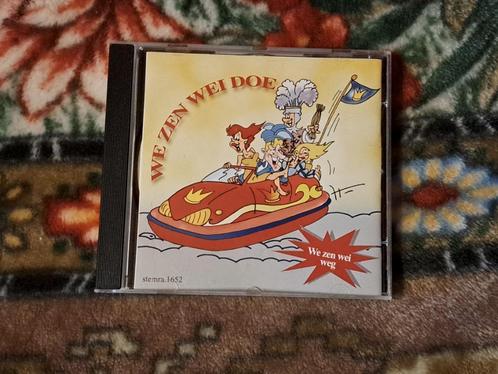 WE ZEN WEI DOE
We zen wei
weg
stemra.1652